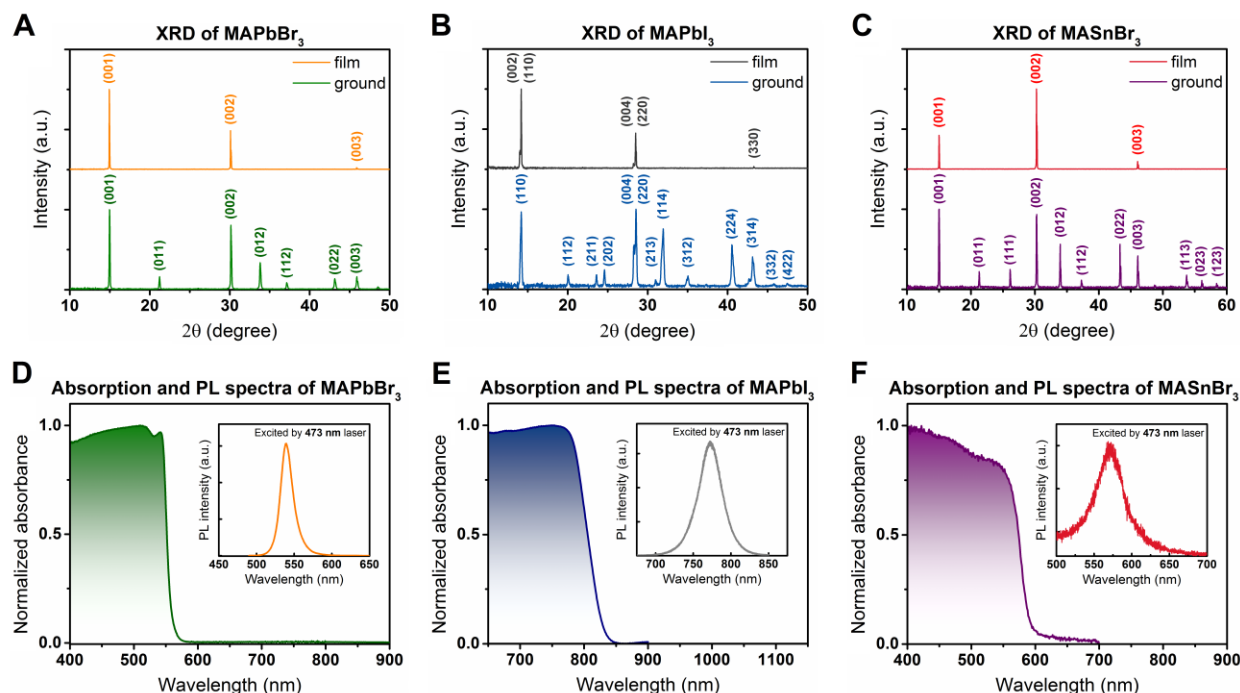 A
XRD of MAPbBr3
film
ground
(001)
(002)
(003)
(001)
(011)
(002)
(012)
(112)
(022)
(003)
Intensity (a.u.)
10 20 30 40 50
2θ (degree)
B
XRD of MAPbI3
film
ground
(002)
(110)
(004)
(220)
(330)
(110)
(112)
(211)
(202)
(004)
(220)
(213)
(114)
(312)
(224)
(314)
(332)
(422)
Intensity (a.u.)
10 20 30 40 50
2θ (degree)
C
XRD of MASnBr3
film
ground
(001)
(002)
(003)
(001)
(011)
(111)
(002)
(012)
(112)
(022)
(003)
(113)
(023)
(123)
Intensity (a.u.)
10 20 30 40 50 60
2θ (degree)
D
Absorption and PL spectra of MAPbBr3
Normalized absorbance
1.0
0.5
0.0
400 500 600 700 800 900
Wavelength (nm)
Excited by 473 nm laser
PL intensity (a.u.)
450 500 550 600 650
Wavelength (nm)
E
Absorption and PL spectra of MAPbI3
Normalized absorbance
1.0
0.5
0.0
700 800 900 1000 1100
Wavelength (nm)
Excited by 473 nm laser
PL intensity (a.u.)
700 750 800 850
Wavelength (nm)
F
Absorption and PL spectra of MASnBr3
Normalized absorbance
1.0
0.5
0.0
400 500 600 700 800 900
Wavelength (nm)
Excited by 473 nm laser
PL intensity (a.u.)
500 550 600 650 700
Wavelength (nm)